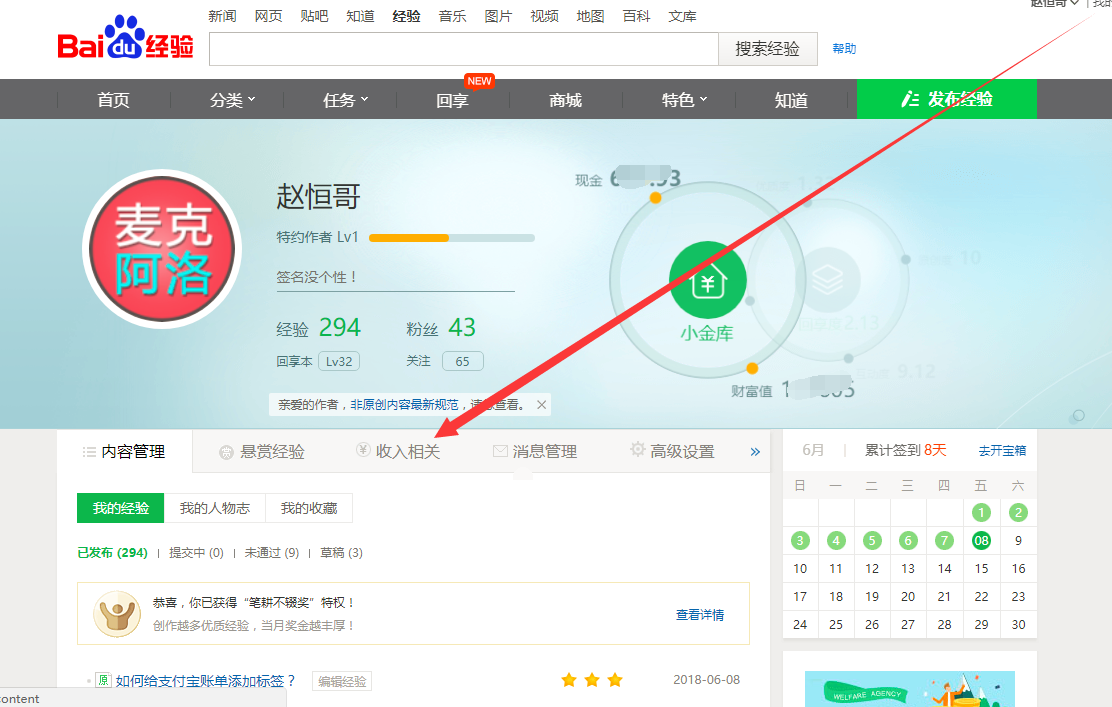 赵恒哥 | 我的
新闻 网页 贴吧 知道 经验 音乐 图片 视频 地图 百科 文库
Baidu经验
搜索经验 帮助
NEW
首页 分类 任务 回享 商城 特色 知道 发布经验
现金
麦克
阿洛
赵恒哥
特约作者 Lv1
签名没个性！
小金库
经验 294 粉丝 43
回享本 Lv32 关注 65
9.12
财富值
亲爱的作者，非原创内容最新规范，请您查看。
内容管理 悬赏经验 收入相关 消息管理 高级设置 »
6月 | 累计签到8天 去开宝箱
日 一 二 三 四 五 六
1 2
3 4 5 6 7 08 9
10 11 12 13 14 15 16
17 18 19 20 21 22 23
24 25 26 27 28 29 30
我的经验 我的人物志 我的收藏
已发布 (294) | 提交中 (0) | 未通过 (9) | 草稿 (3)
恭喜，你已获得“笔耕不辍奖”特权！
创作越多优质经验，当月奖金越丰厚！
查看详情
原 如何给支付宝账单添加标签？ 编辑经验 2018-06-08
WELFARE AGENCY
content